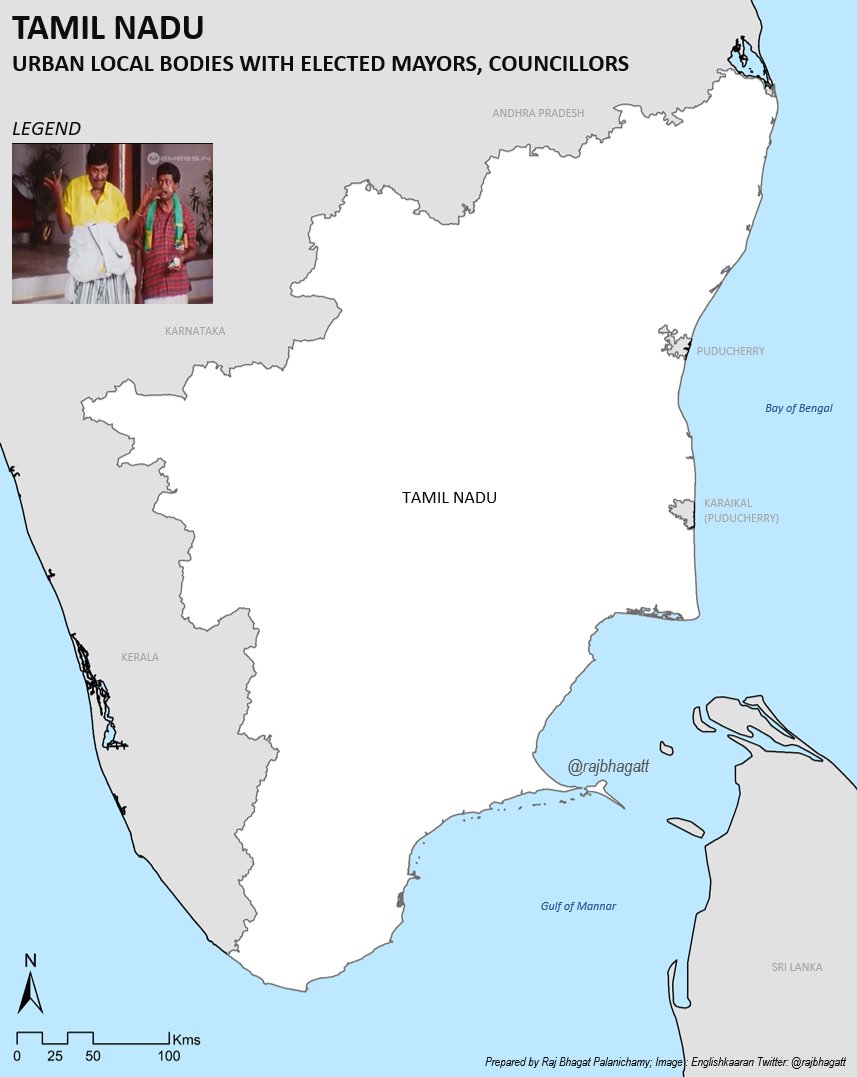 TAMIL NADU
URBAN LOCAL BODIES WITH ELECTED MAYORS, COUNCILLORS
LEGEND
MEMEES.IN
ANDHRA PRADESH
KARNATAKA
PUDUCHERRY
Bay of Bengal
TAMIL NADU
KARAIKAL
(PUDUCHERRY)
KERALA
@rajbhagatt
Gulf of Mannar
SRI LANKA
N
Kms
0 25 50 100
Prepared by Raj Bhagat Palanichamy; Image : Englishkaaran Twitter: @rajbhagatt